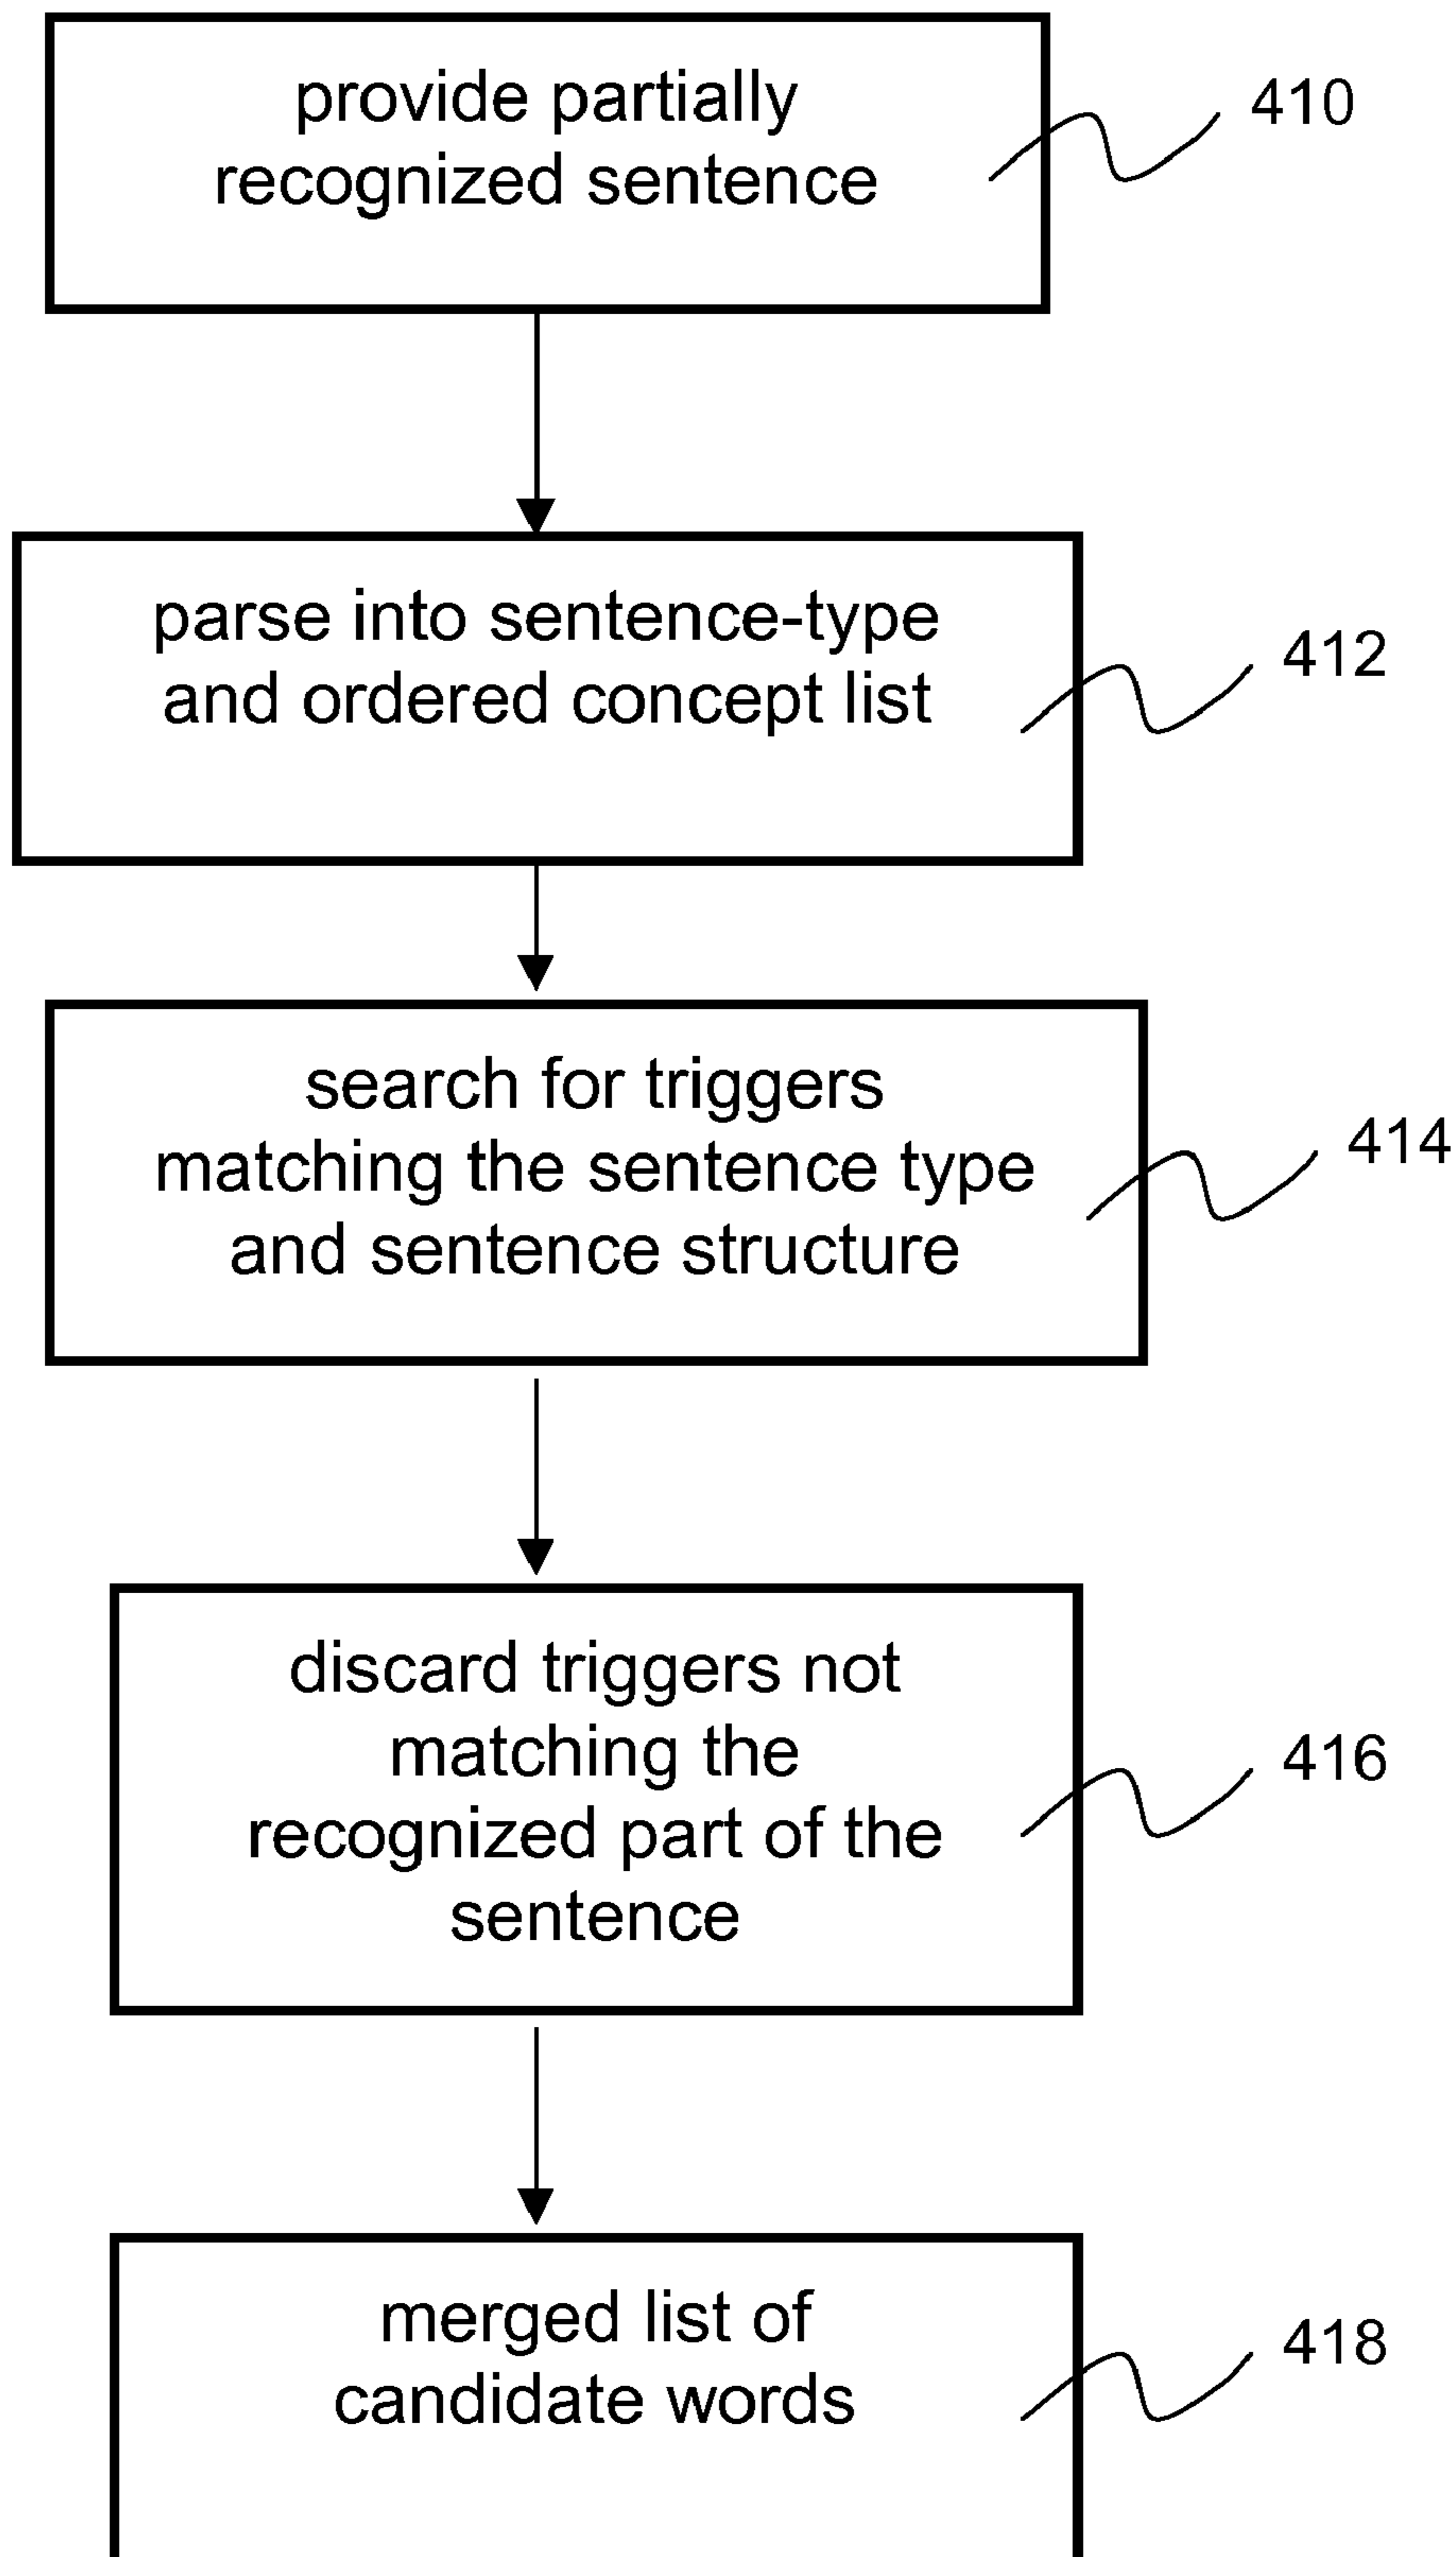 provide partially
recognized sentence
410
parse into sentence-type
and ordered concept list
412
search for triggers
matching the sentence type
and sentence structure
414
discard triggers not
matching the
recognized part of the
sentence
416
merged list of
candidate words
418